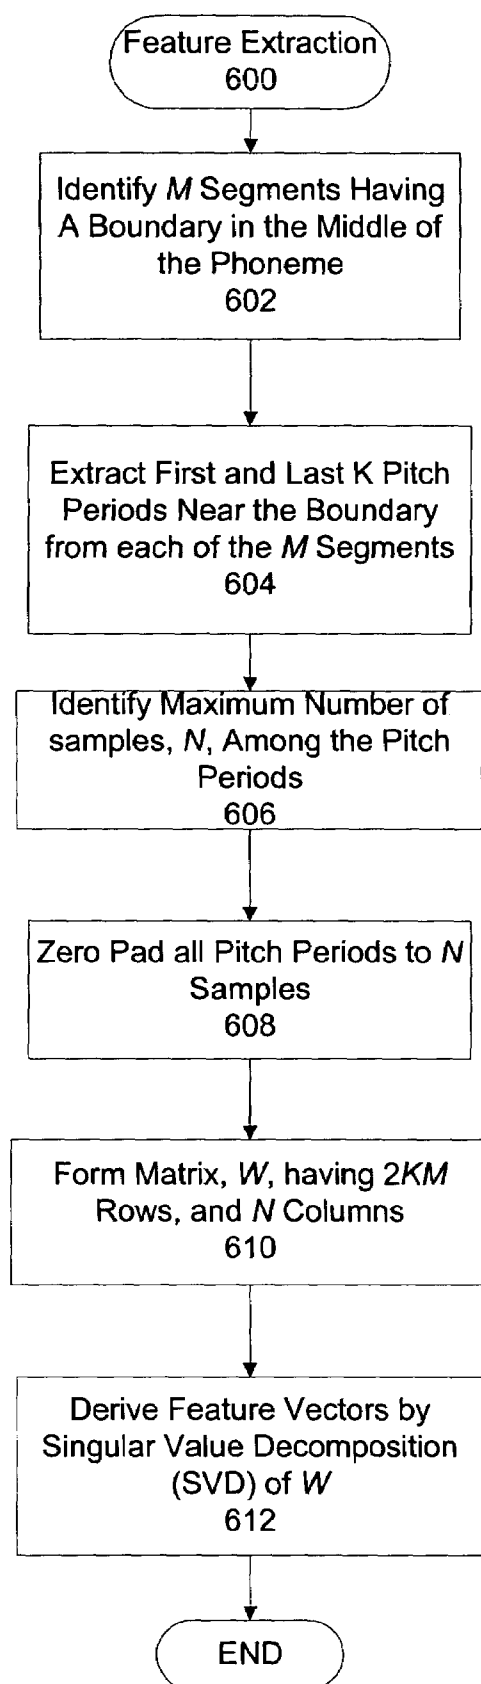 Feature Extraction
600
Identify M Segments Having
A Boundary in the Middle of
the Phoneme
602
Extract First and Last K Pitch
Periods Near the Boundary
from each of the M Segments
604
Identify Maximum Number of
samples, N, Among the Pitch
Periods
606
Zero Pad all Pitch Periods to N
Samples
608
Form Matrix, W, having 2KM
Rows, and N Columns
610
Derive Feature Vectors by
Singular Value Decomposition
(SVD) of W
612
END